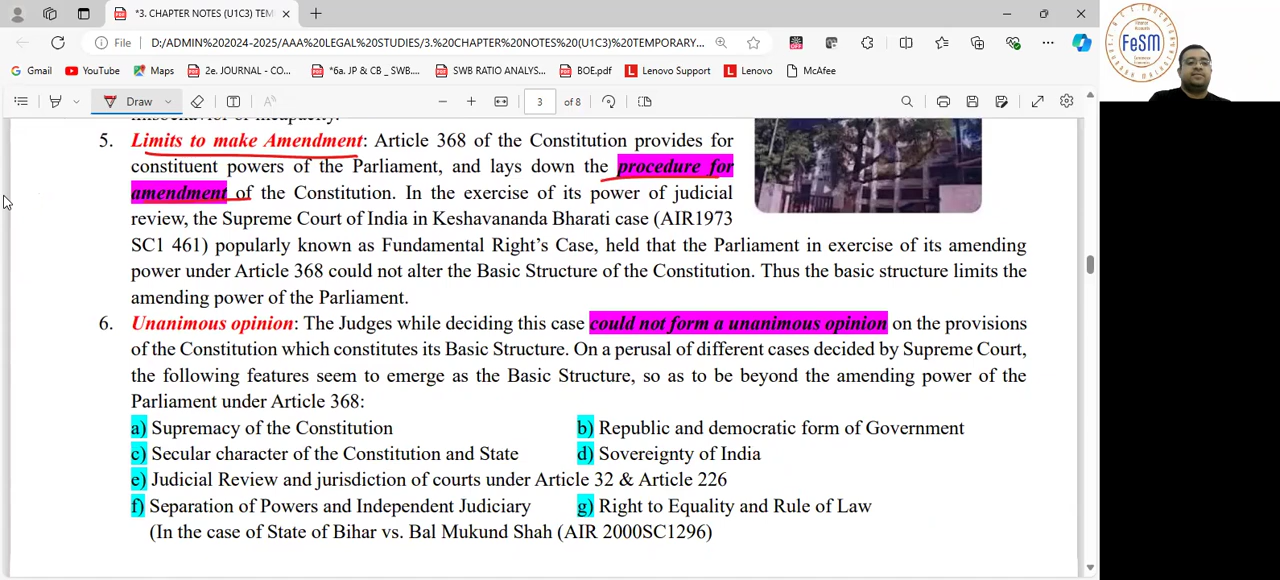 *3. CHAPTER NOTES (U1C3) TEM
File
D:/ADMIN%202024-2025/AAA%20LEGAL%20STUDIES/3.%20CHAPTER%20NOTES%20(U1C3)%20TEMPORARY...
Gmail
YouTube
Maps
2e. JOURNAL - CO...
*6a. JP & CB _ SWB....
SWB RATIO ANALYS...
BOE.pdf
Lenovo Support
Lenovo
McAfee
Draw
3 of 8
FeSM
misbehavior or incapacity.
5. Limits to make Amendment: Article 368 of the Constitution provides for
constituent powers of the Parliament, and lays down the procedure for
amendment of the Constitution. In the exercise of its power of judicial
review, the Supreme Court of India in Keshavananda Bharati case (AIR1973
SC1 461) popularly known as Fundamental Right's Case, held that the Parliament in exercise of its amending
power under Article 368 could not alter the Basic Structure of the Constitution. Thus the basic structure limits the
amending power of the Parliament.
6. Unanimous opinion: The Judges while deciding this case could not form a unanimous opinion on the provisions
of the Constitution which constitutes its Basic Structure. On a perusal of different cases decided by Supreme Court,
the following features seem to emerge as the Basic Structure, so as to be beyond the amending power of the
Parliament under Article 368:
a) Supremacy of the Constitution b) Republic and democratic form of Government
c) Secular character of the Constitution and State d) Sovereignty of India
e) Judicial Review and jurisdiction of courts under Article 32 & Article 226
f) Separation of Powers and Independent Judiciary g) Right to Equality and Rule of Law
(In the case of State of Bihar vs. Bal Mukund Shah (AIR 2000SC1296)